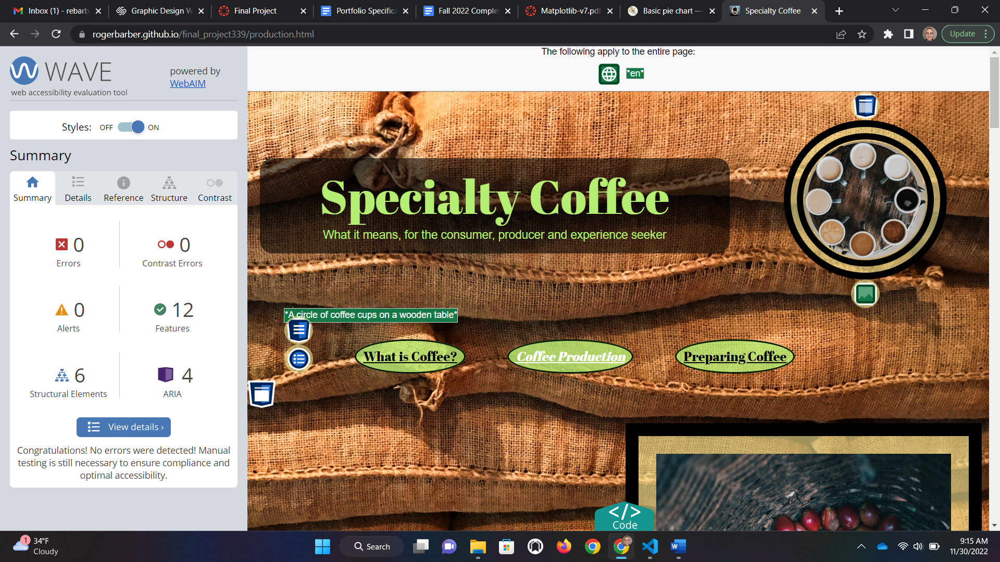 Inbox (1) - rebarb
Graphic Design W
Final Project
Portfolio Specifica
Fall 2022 Complet
Matplotlib-v7.pdf
Basic pie chart —
Specialty Coffee
rogerbarber.github.io/final_project339/production.html
Update
WAVE
web accessibility evaluation tool
powered by
WebAIM
Styles: OFF ON
Summary
Summary
Details
Reference
Structure
Contrast
0
Errors
0
Contrast Errors
0
Alerts
12
Features
6
Structural Elements
4
ARIA
View details ›
Congratulations! No errors were detected! Manual
testing is still necessary to ensure compliance and
optimal accessibility.
The following apply to the entire page:
*en*
Specialty Coffee
What it means, for the consumer, producer and experience seeker
*A circle of coffee cups on a wooden table*
What is Coffee?
Coffee Production
Preparing Coffee
</>
Code
1
34°F
Cloudy
Search
9:15 AM
11/30/2022